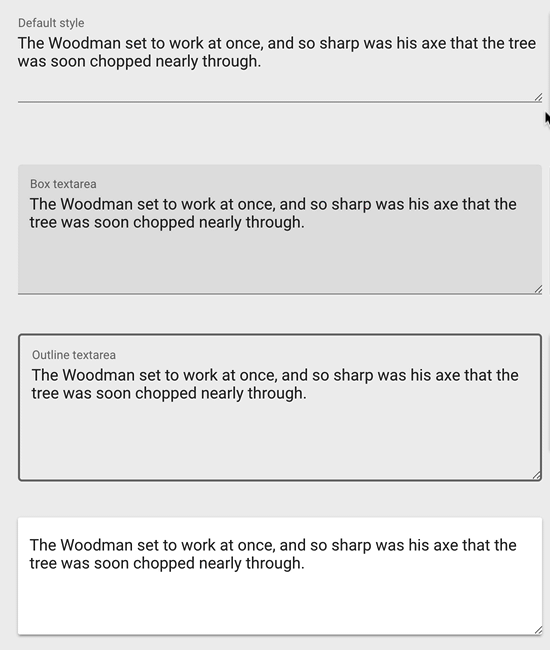 Default style
The Woodman set to work at once, and so sharp was his axe that the tree
was soon chopped nearly through.
Box textarea
The Woodman set to work at once, and so sharp was his axe that the
tree was soon chopped nearly through.
Outline textarea
The Woodman set to work at once, and so sharp was his axe that the
tree was soon chopped nearly through.
The Woodman set to work at once, and so sharp was his axe that the
tree was soon chopped nearly through.